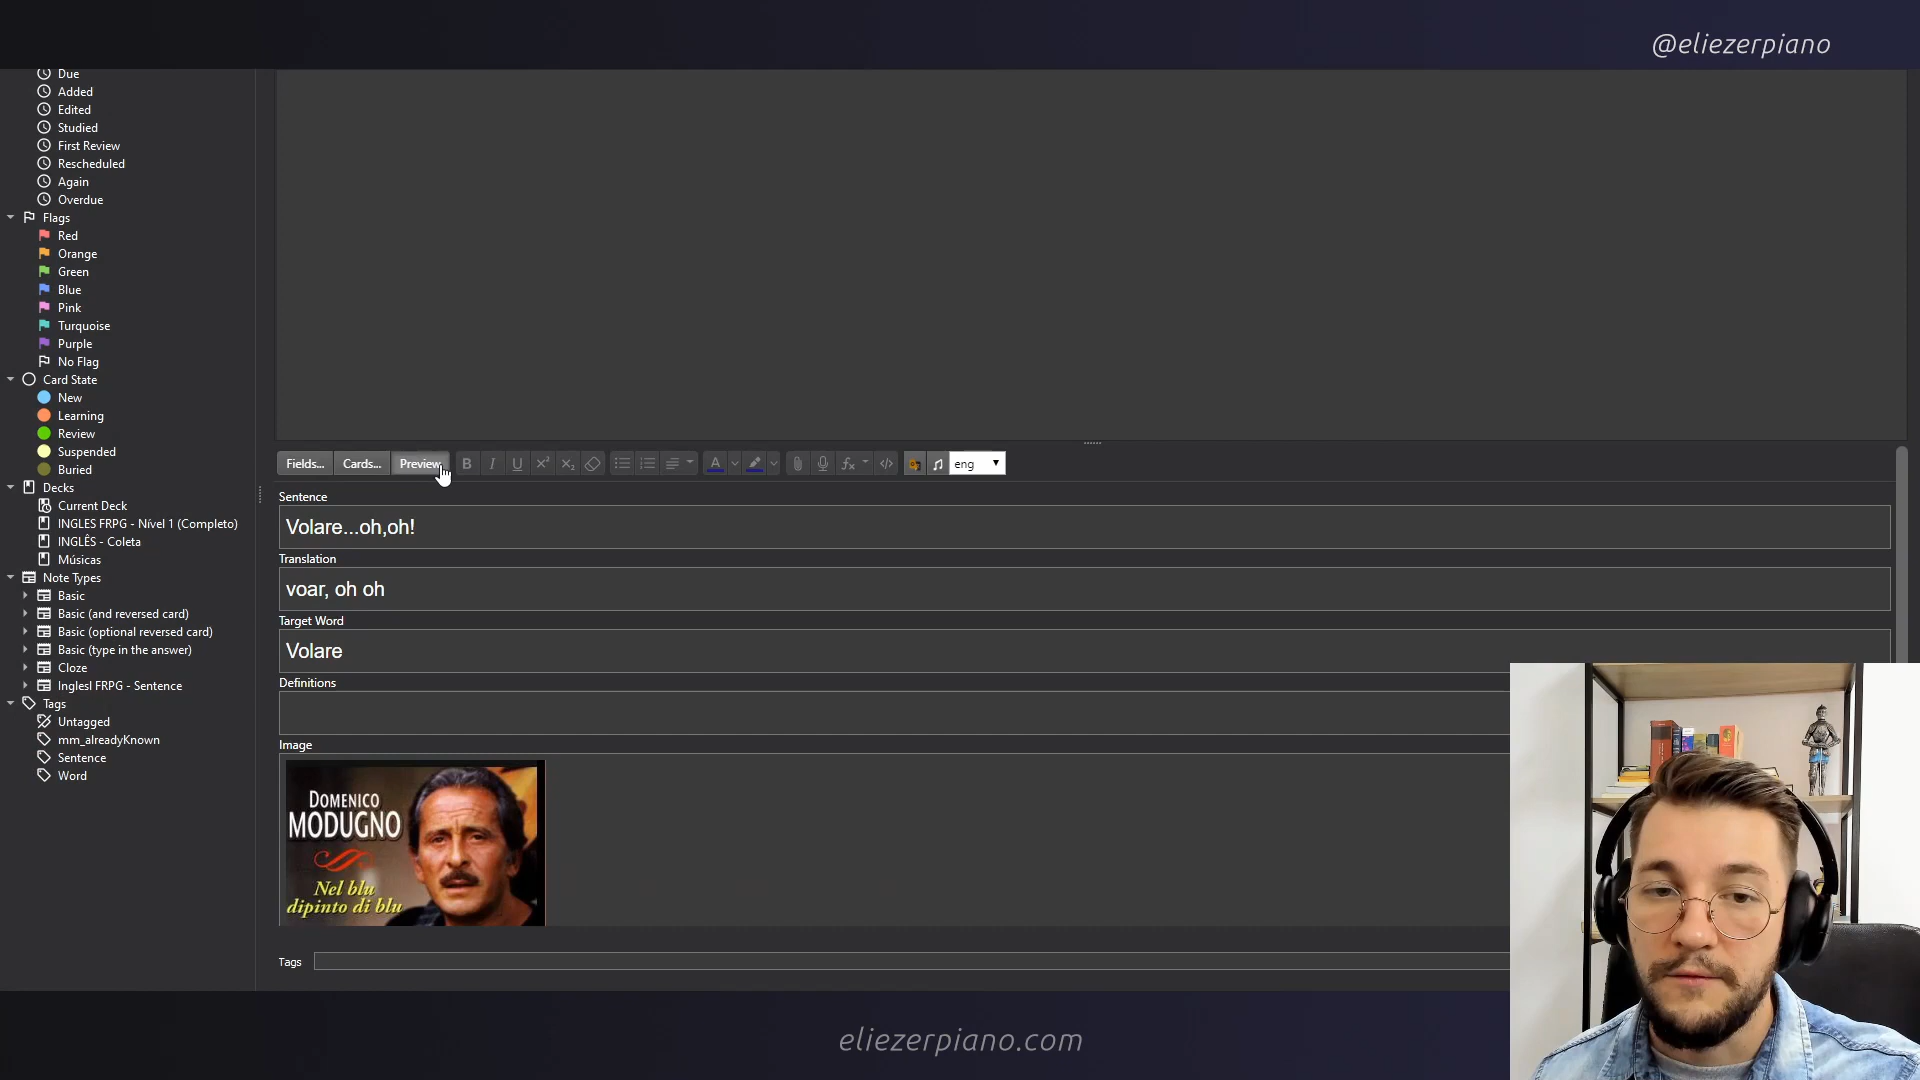 @eliezerpiano
Due
Added
Edited
Studied
First Review
Rescheduled
Again
Overdue
Flags
Red
Orange
Green
Blue
Pink
Turquoise
Purple
No Flag
Card State
New
Learning
Review
Suspended
Buried
Decks
Current Deck
INGLES FRPG - Nível 1 (Completo)
INGLÊS - Coleta
Músicas
Note Types
Basic
Basic (and reversed card)
Basic (optional reversed card)
Basic (type in the answer)
Cloze
Inglesl FRPG - Sentence
Tags
Untagged
mm_alreadyKnown
Sentence
Word
Fields... Cards... Preview B I U x² x₂ A fx </> eng
Sentence
Volare...oh,oh!
Translation
voar, oh oh
Target Word
Volare
Definitions
Image
DOMENICO
MODUGNO
Nel blu
dipinto di blu
Tags
eliezerpiano.com